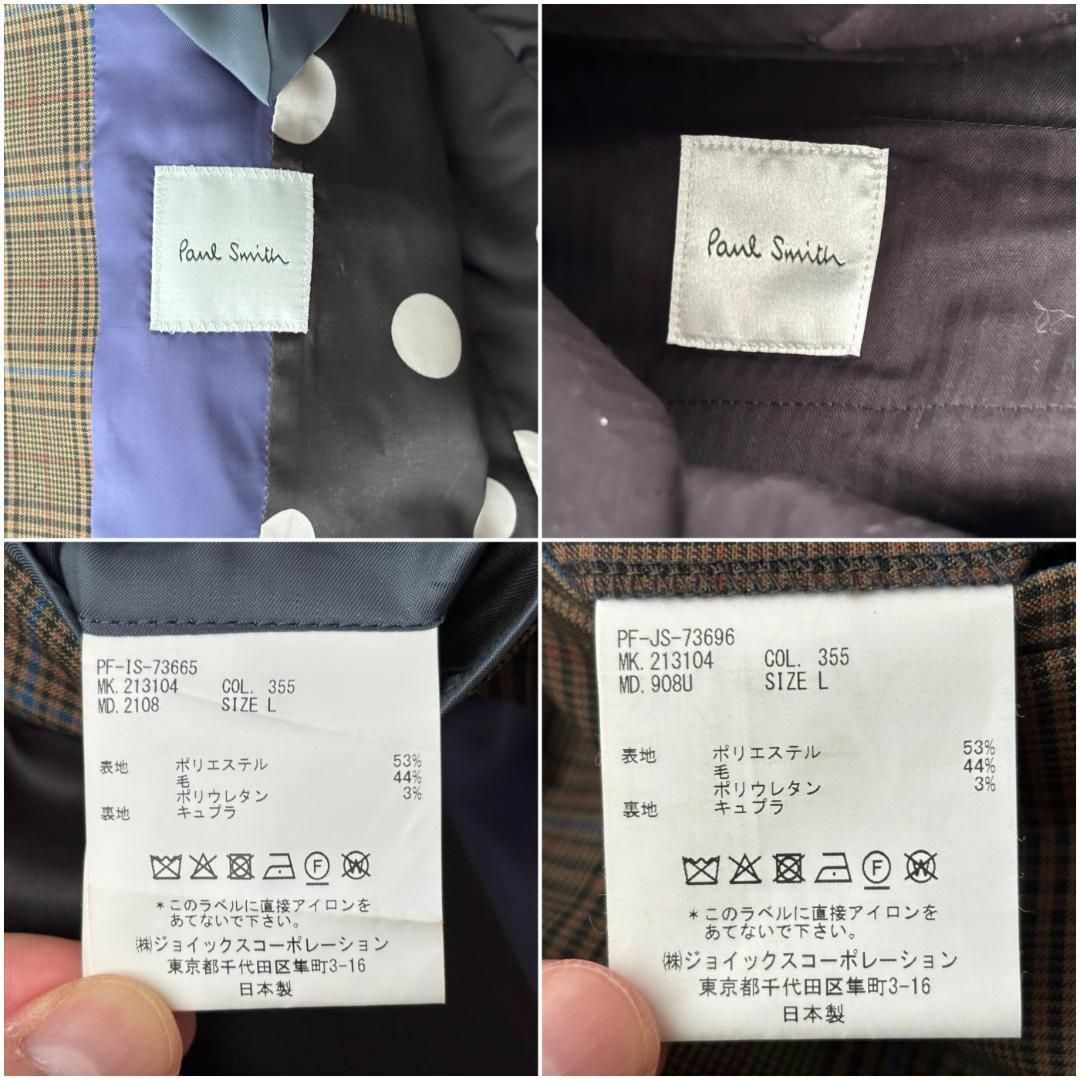 Paul Smith
Paul Smith
PF-IS-73665
MK. 213104 COL. 355
MD. 2108 SIZE L
表地 ポリエステル 53%
毛 44%
ポリウレタン 3%
裏地 キュプラ
F W
*このラベルに直接アイロンを
あてないで下さい。
㈱ジョイックスコーポレーション
東京都千代田区隼町3-16
日本製
PF-JS-73696
MK. 213104 COL. 355
MD. 908U SIZE L
表地 ポリエステル 53%
毛 44%
ポリウレタン 3%
裏地 キュプラ
F W
*このラベルに直接アイロンを
あてないで下さい。
㈱ジョイックスコーポレーション
東京都千代田区隼町3-16
日本製